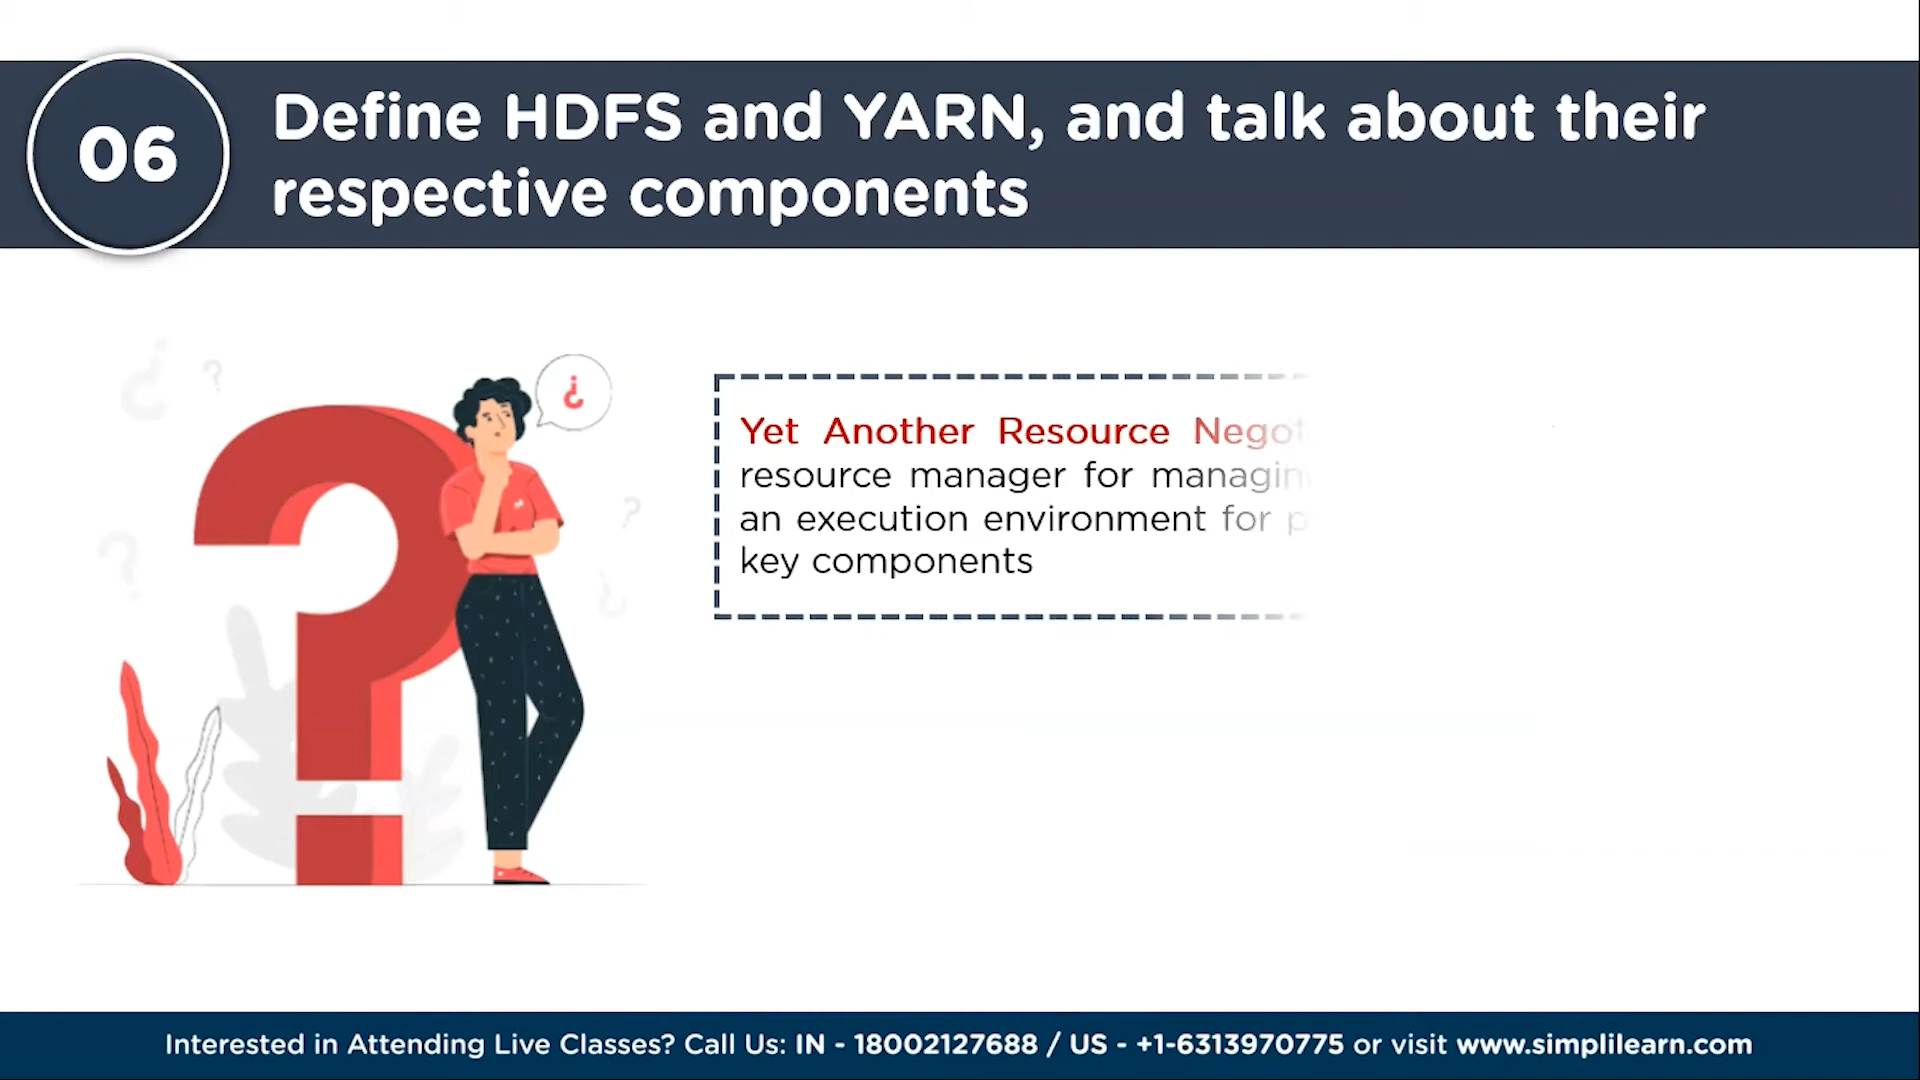 06
Define HDFS and YARN, and talk about their
respective components
Yet Another Resource
resource manager for
an execution environment for
key components
Interested in Attending Live Classes? Call Us: IN - 18002127688 / US - +1-6313970775 or visit www.simplilearn.com